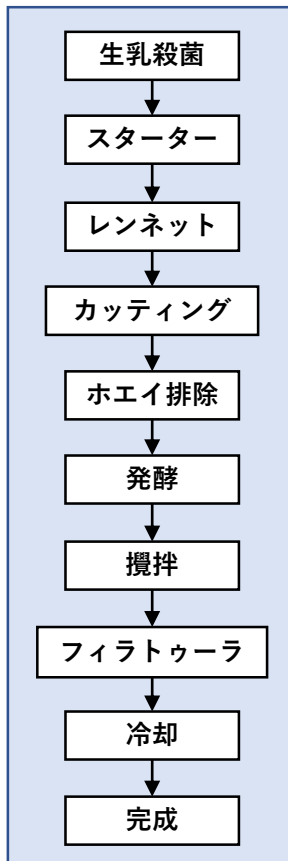 生乳殺菌
スターター
レンネット
カッティング
ホエイ排除
発酵
攪拌
フィラトゥーラ
冷却
完成